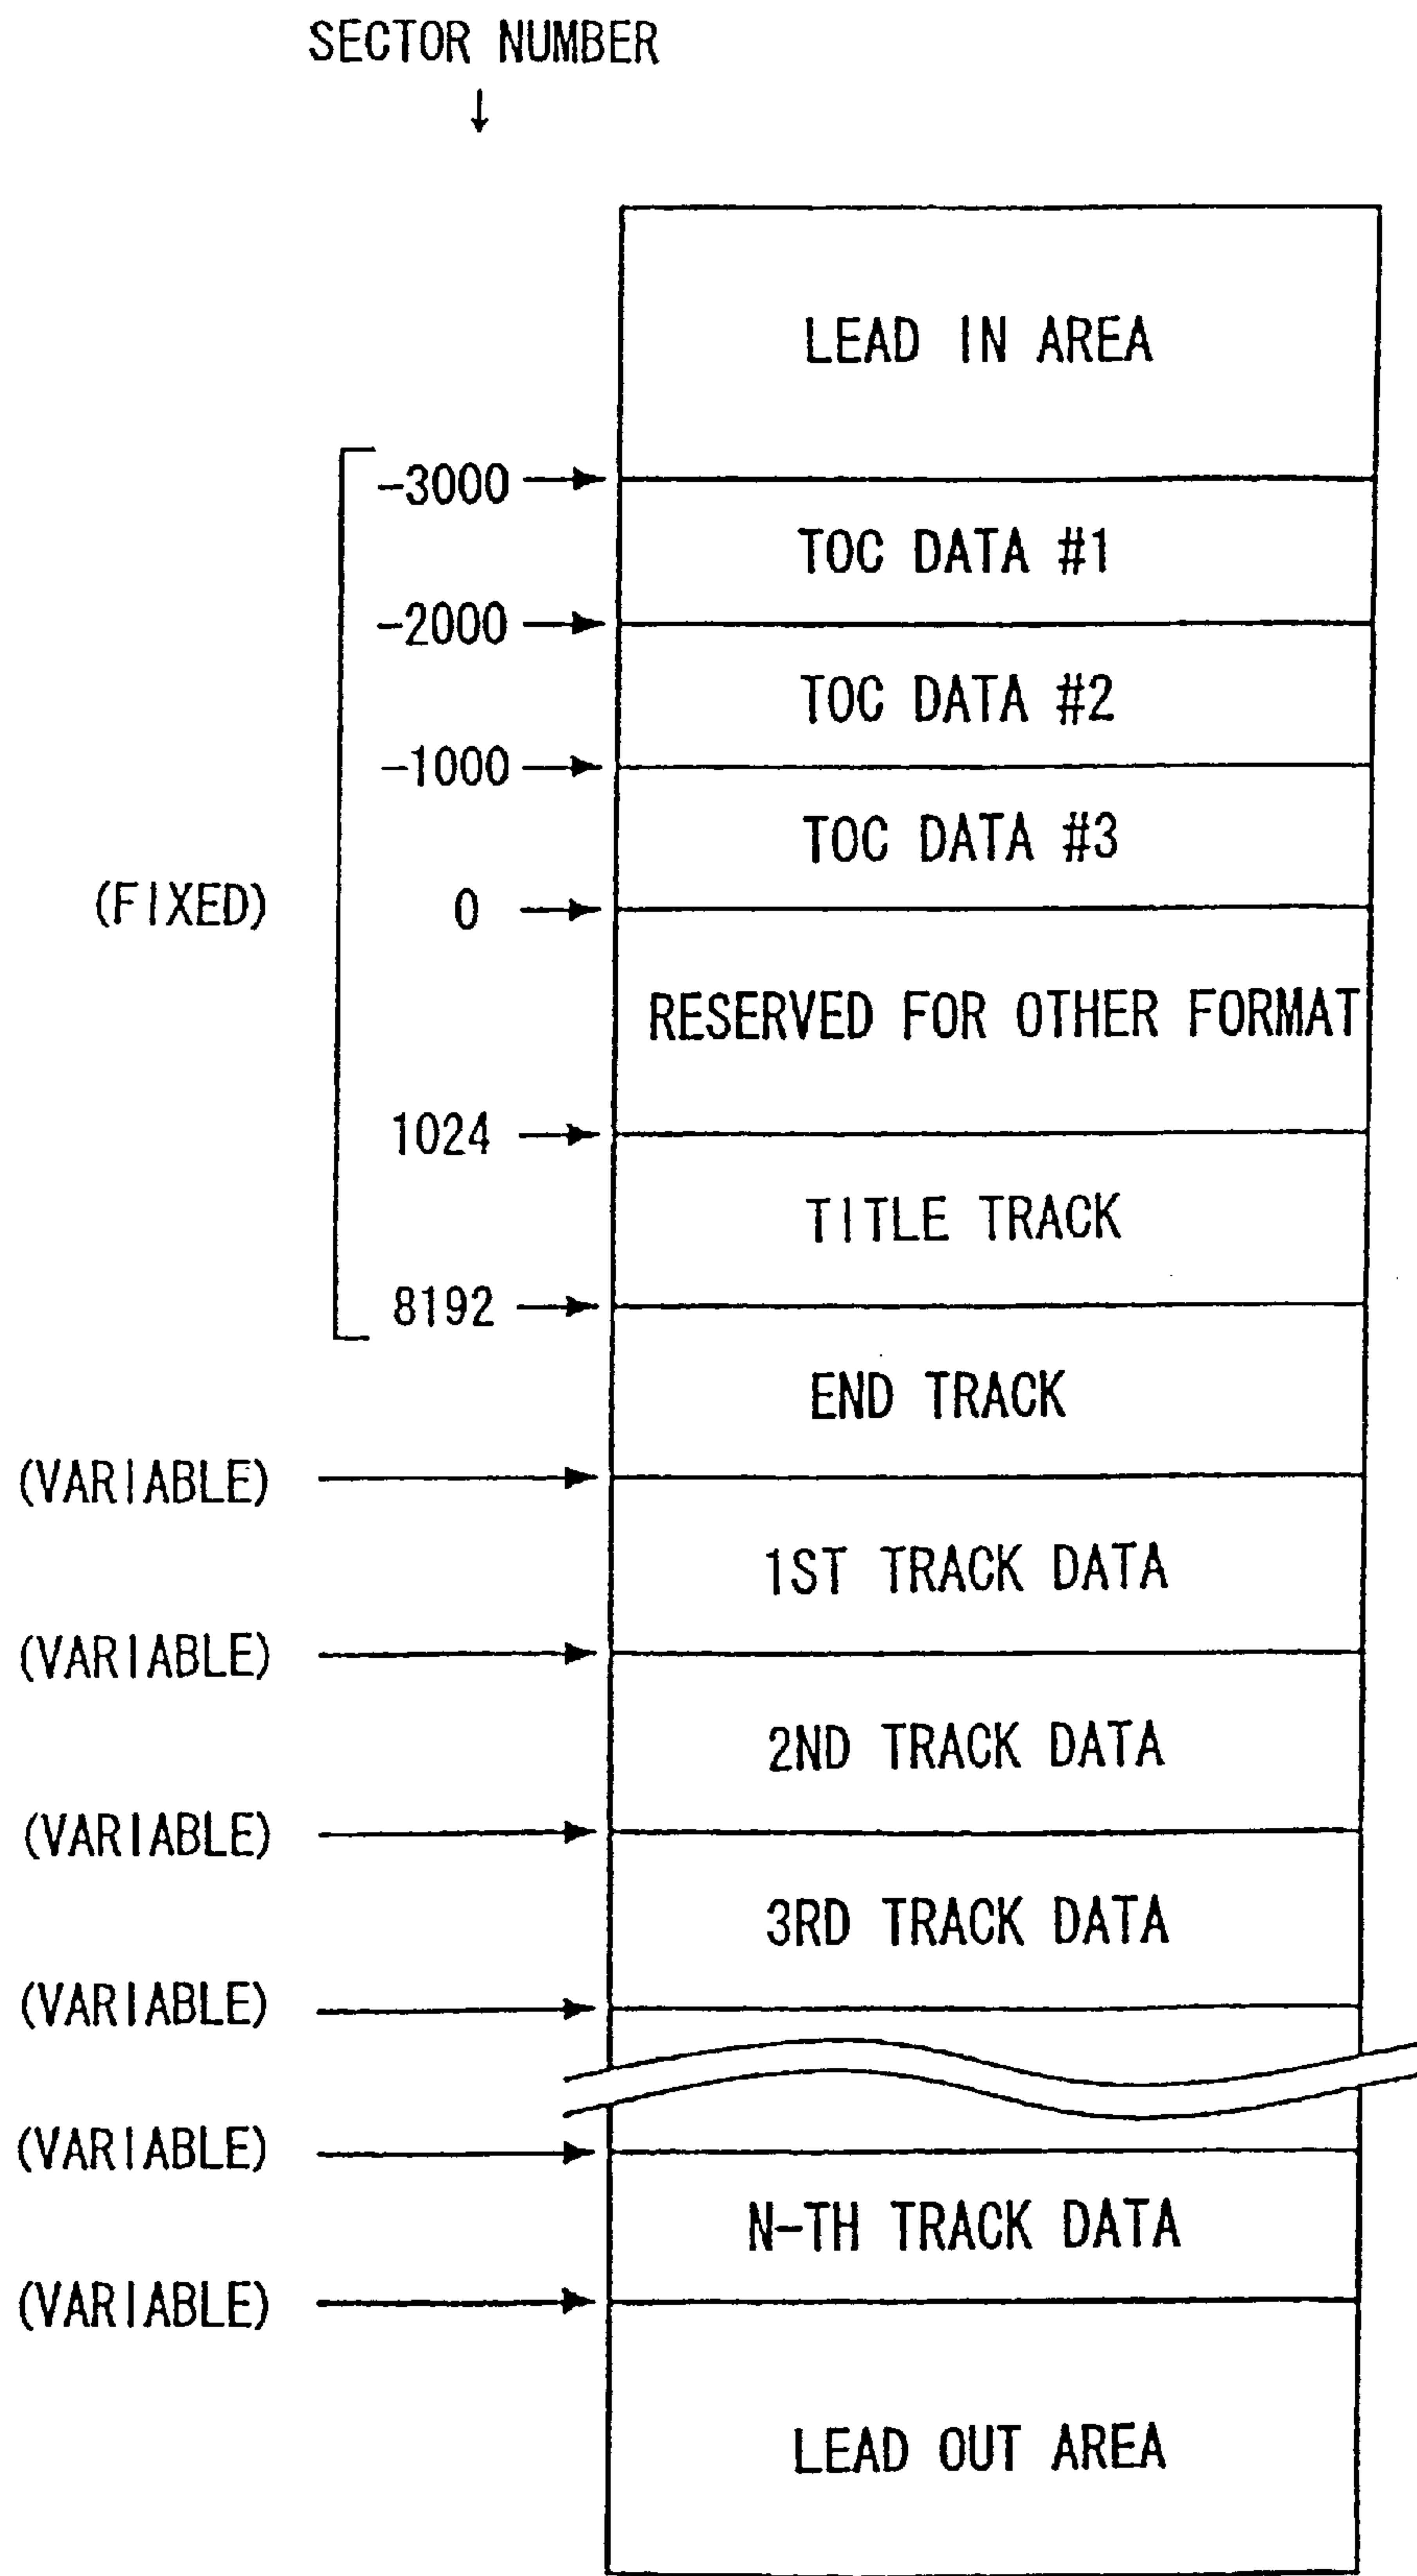 SECTOR NUMBER
LEAD IN AREA
-3000
TOC DATA #1
-2000
TOC DATA #2
-1000
TOC DATA #3
(FIXED)
0
RESERVED FOR OTHER FORMAT
1024
TITLE TRACK
8192
END TRACK
(VARIABLE)
1ST TRACK DATA
(VARIABLE)
2ND TRACK DATA
(VARIABLE)
3RD TRACK DATA
(VARIABLE)
(VARIABLE)
N-TH TRACK DATA
(VARIABLE)
LEAD OUT AREA